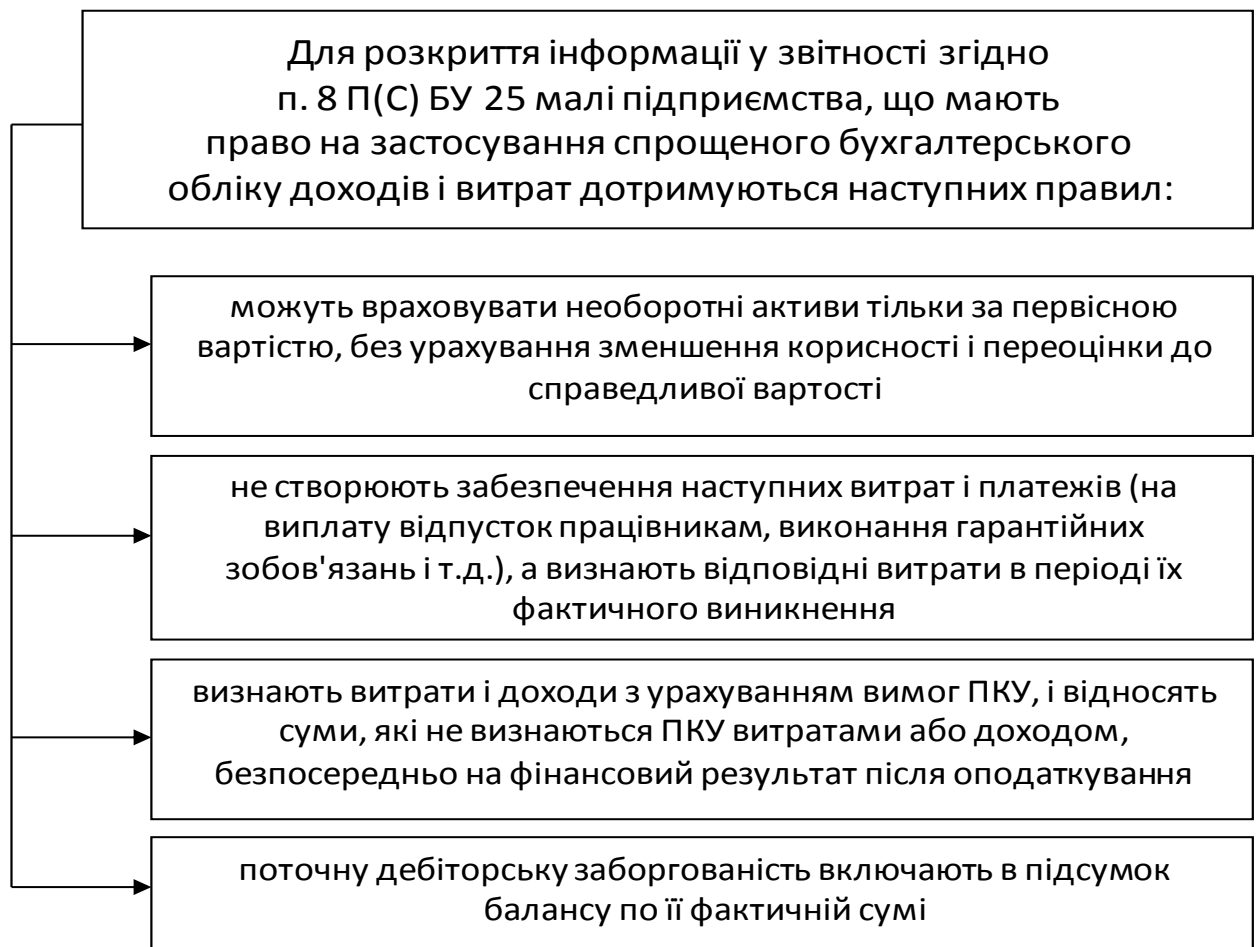 Для розкриття інформації у звітності згідно
п. 8 П(С) БУ 25 малі підприємства, що мають
право на застосування спрощеного бухгалтерського
обліку доходів і витрат дотримуються наступних правил:
можуть враховувати необоротні активи тільки за первісною
вартістю, без урахування зменшення корисності і переоцінки до
справедливої вартості
не створюють забезпечення наступних витрат і платежів (на
виплату відпусток працівникам, виконання гарантійних
зобов'язань і т.д.), а визнають відповідні витрати в періоді їх
фактичного виникнення
визнають витрати і доходи з урахуванням вимог ПКУ, і відносять
суми, які не визнаються ПКУ витратами або доходом,
безпосередньо на фінансовий результат після оподаткування
поточну дебіторську заборгованість включають в підсумок
балансу по її фактичній сумі